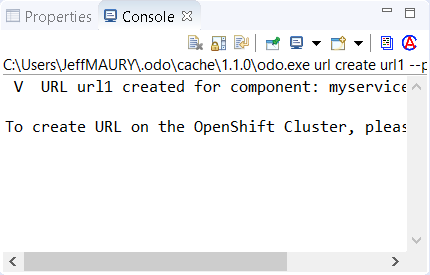 Properties
Console
C:\Users\JeffMAURY\.odo\cache\1.1.0\odo.exe url create url1 --p
V URL url1 created for component: myservice
To create URL on the OpenShift Cluster, pleas